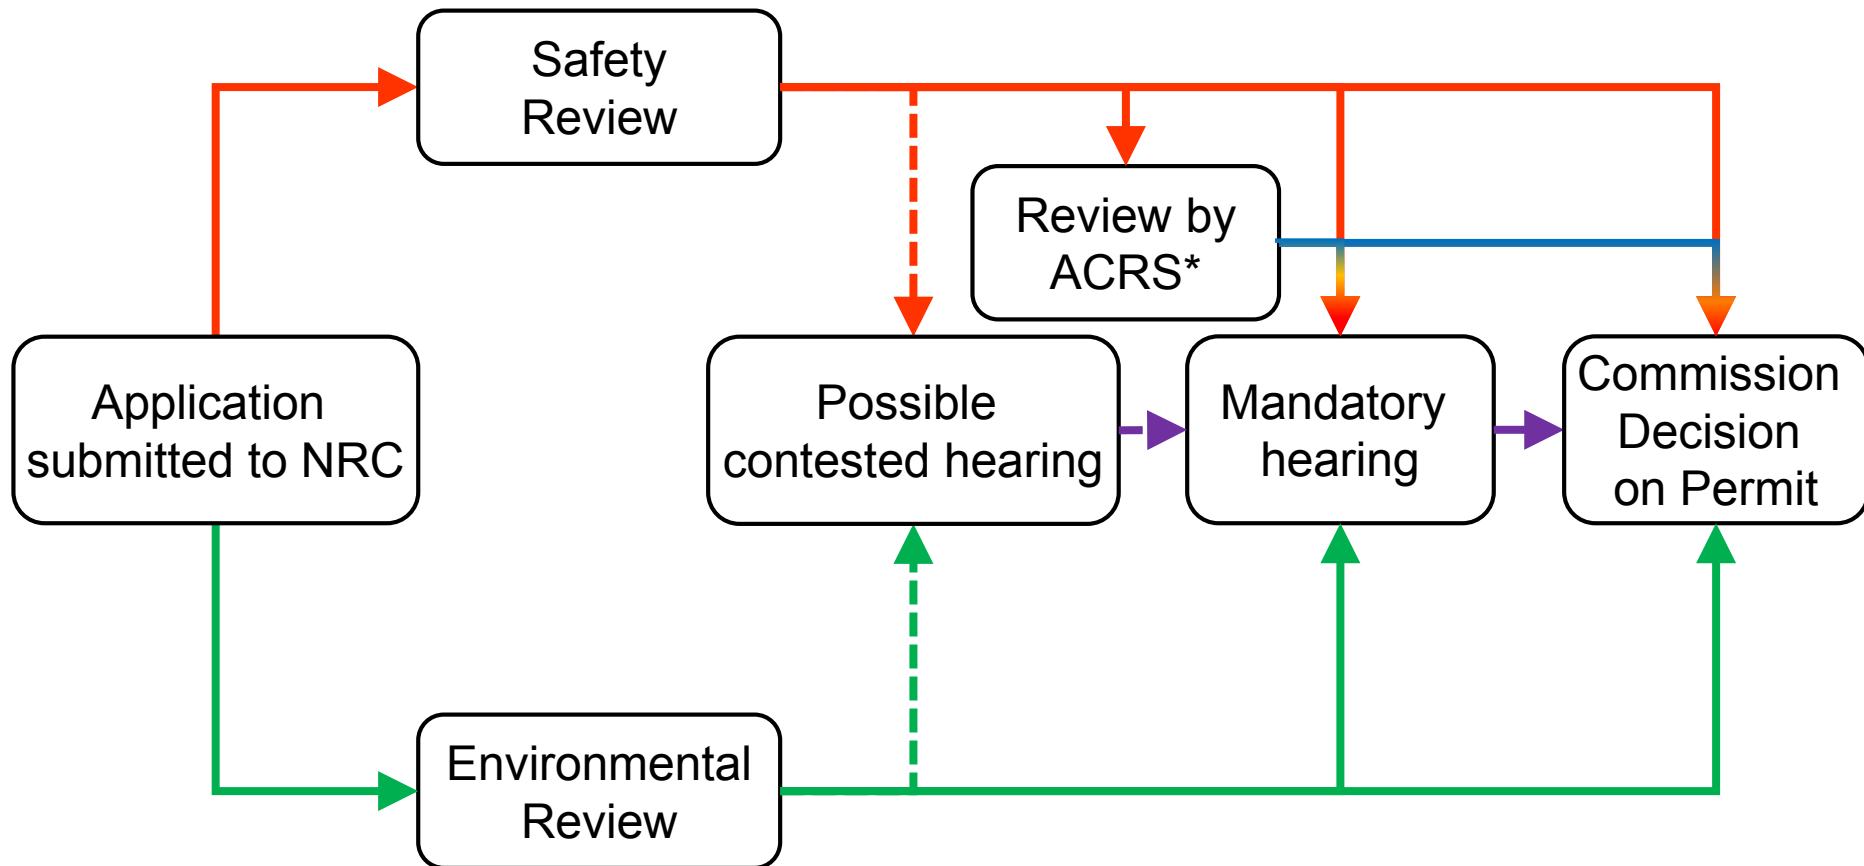 Safety
Review
Review by
ACRS*
Application
submitted to NRC
Possible
contested hearing
Mandatory
hearing
Commission
Decision
on Permit
Environmental
Review